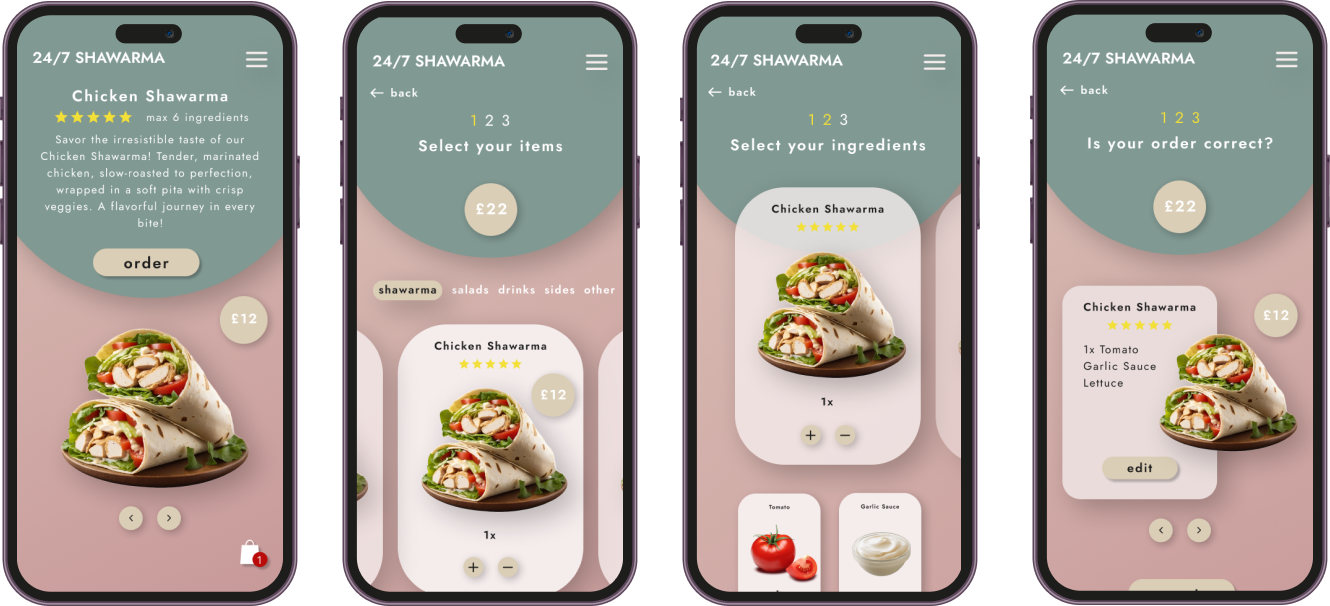 24/7 SHAWARMA
Chicken Shawarma
max 6 ingredients
Savor the irresistible taste of our
Chicken Shawarma! Tender, marinated
chicken, slow-roasted to perfection,
wrapped in a soft pita with crisp
veggies. A flavorful journey in every
bite!
order
£12
1
24/7 SHAWARMA
← back
1 2 3
Select your items
£22
shawarma salads drinks sides other
Chicken Shawarma
£12
1x
+ −
24/7 SHAWARMA
← back
1 2 3
Select your ingredients
Chicken Shawarma
1x
+ −
Tomato
Garlic Sauce
24/7 SHAWARMA
← back
1 2 3
Is your order correct?
£22
Chicken Shawarma
£12
1x Tomato
Garlic Sauce
Lettuce
edit